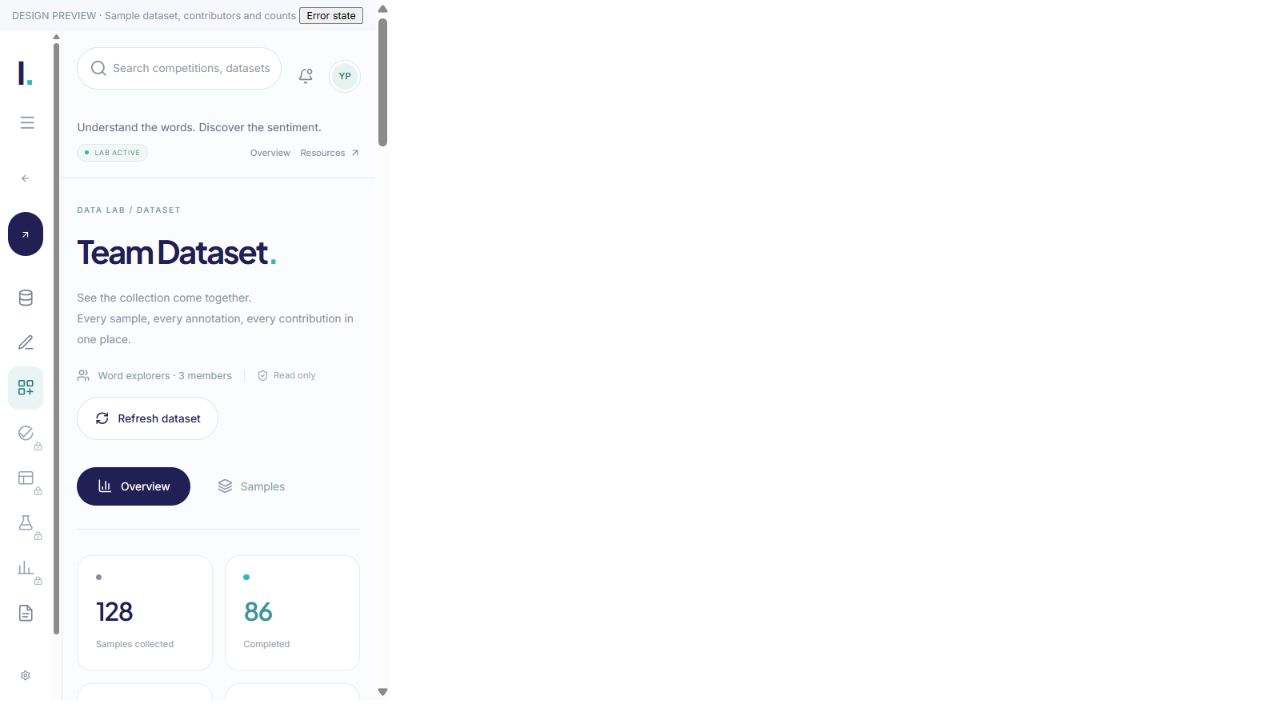 DESIGN PREVIEW · Sample dataset, contributors and counts
Error state
I.
Search competitions, datasets
YP
Understand the words. Discover the sentiment.
LAB ACTIVE
Overview
Resources
DATA LAB / DATASET
Team Dataset.
See the collection come together.
Every sample, every annotation, every contribution in
one place.
Word explorers · 3 members
Read only
Refresh dataset
Overview
Samples
128
Samples collected
86
Completed